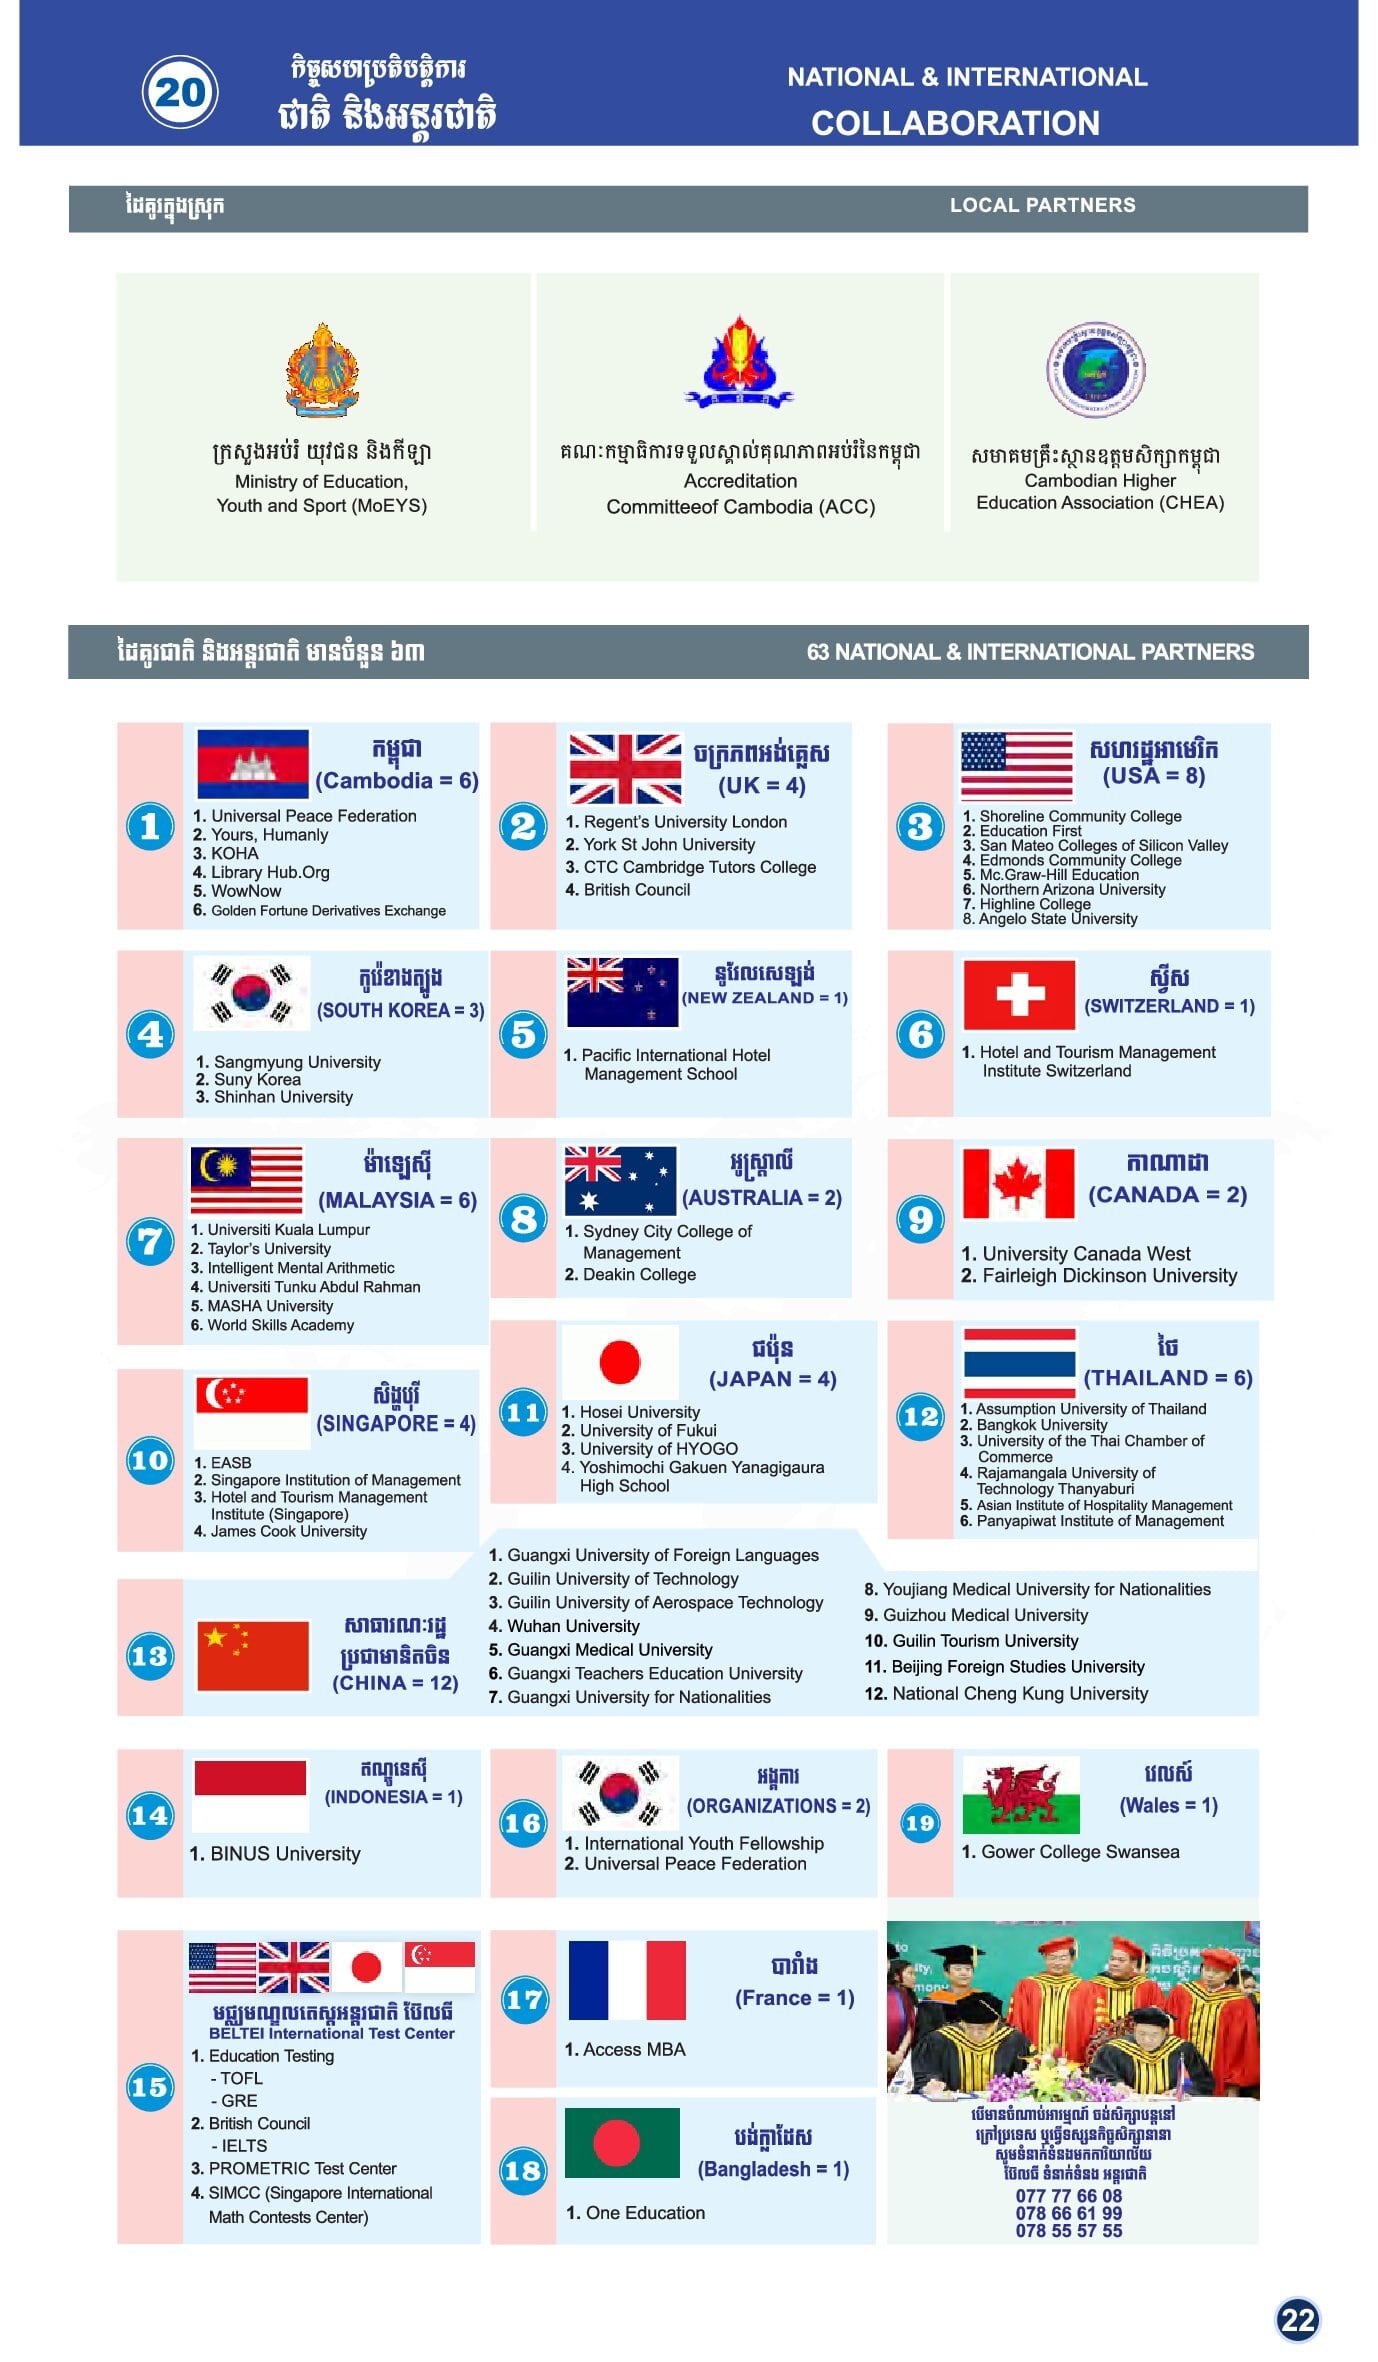 20
កិច្ចសហប្រតិបត្តិការ
ជាតិ និងអន្តរជាតិ
NATIONAL & INTERNATIONAL
COLLABORATION
ដៃគូរក្នុងស្រុក
LOCAL PARTNERS
ក្រសួងអប់រំ យុវជន និងកីឡា
Ministry of Education,
Youth and Sport (MoEYS)
គណៈកម្មាធិការទទួលស្គាល់គុណភាពអប់រំនៃកម្ពុជា
Accreditation
Committeeof Cambodia (ACC)
សមាគមគ្រឹះស្ថានឧត្តមសិក្សាកម្ពុជា
Cambodian Higher
Education Association (CHEA)
ដៃគូរជាតិ និងអន្តរជាតិ មានចំនួន ៦៣
63 NATIONAL & INTERNATIONAL PARTNERS
1
កម្ពុជា
(Cambodia = 6)
1. Universal Peace Federation
2. Yours, Humanly
3. KOHA
4. Library Hub.Org
5. WowNow
6. Golden Fortune Derivatives Exchange
2
ចក្រភពអង់គ្លេស
(UK = 4)
1. Regent's University London
2. York St John University
3. CTC Cambridge Tutors College
4. British Council
3
សហរដ្ឋអាមេរិក
(USA = 8)
1. Shoreline Community College
2. Education First
3. San Mateo Colleges of Silicon Valley
4. Edmonds Community College
5. Mc.Graw-Hill Education
6. Northern Arizona University
7. Highline College
8. Angelo State University
4
កូរ៉េខាងត្បូង
(SOUTH KOREA = 3)
1. Sangmyung University
2. Suny Korea
3. Shinhan University
5
នូវែលសេឡង់
(NEW ZEALAND = 1)
1. Pacific International Hotel
Management School
6
ស្វីស
(SWITZERLAND = 1)
1. Hotel and Tourism Management
Institute Switzerland
7
ម៉ាឡេស៊ី
(MALAYSIA = 6)
1. Universiti Kuala Lumpur
2. Taylor's University
3. Intelligent Mental Arithmetic
4. Universiti Tunku Abdul Rahman
5. MASHA University
6. World Skills Academy
8
អូស្ត្រាលី
(AUSTRALIA = 2)
1. Sydney City College of
Management
2. Deakin College
9
កាណាដា
(CANADA = 2)
1. University Canada West
2. Fairleigh Dickinson University
10
សិង្ហបុរី
(SINGAPORE = 4)
1. EASB
2. Singapore Institution of Management
3. Hotel and Tourism Management
Institute (Singapore)
4. James Cook University
11
ជប៉ុន
(JAPAN = 4)
1. Hosei University
2. University of Fukui
3. University of HYOGO
4. Yoshimochi Gakuen Yanagigaura
High School
12
ថៃ
(THAILAND = 6)
1. Assumption University of Thailand
2. Bangkok University
3. University of the Thai Chamber of
Commerce
4. Rajamangala University of
Technology Thanyaburi
5. Asian Institute of Hospitality Management
6. Panyapiwat Institute of Management
13
សាធារណៈរដ្ឋ
ប្រជាមានិតចិន
(CHINA = 12)
1. Guangxi University of Foreign Languages
2. Guilin University of Technology
3. Guilin University of Aerospace Technology
4. Wuhan University
5. Guangxi Medical University
6. Guangxi Teachers Education University
7. Guangxi University for Nationalities
8. Youjiang Medical University for Nationalities
9. Guizhou Medical University
10. Guilin Tourism University
11. Beijing Foreign Studies University
12. National Cheng Kung University
14
ឥណ្ឌូនេស៊ី
(INDONESIA = 1)
1. BINUS University
16
អង្គការ
(ORGANIZATIONS = 2)
1. International Youth Fellowship
2. Universal Peace Federation
19
វេលស៍
(Wales = 1)
1. Gower College Swansea
15
មជ្ឈមណ្ឌលតេស្តអន្តរជាតិ ប៊ែលធី
BELTEI International Test Center
1. Education Testing
- TOFL
- GRE
2. British Council
- IELTS
3. PROMETRIC Test Center
4. SIMCC (Singapore International
Math Contests Center)
17
បារាំង
(France = 1)
1. Access MBA
18
បង់ក្លាដែស
(Bangladesh = 1)
1. One Education
បើមានចំណាប់អារម្មណ៍ ចង់សិក្សាបន្តនៅ
ក្រៅប្រទេស ឬធ្វើទស្សនកិច្ចសិក្សានានា
សូមទំនាក់ទំនងមកការិយាល័យ
ប៊ែលធី ទំនាក់ទំនង អន្តរជាតិ
077 77 66 08
078 66 61 99
078 55 57 55
22